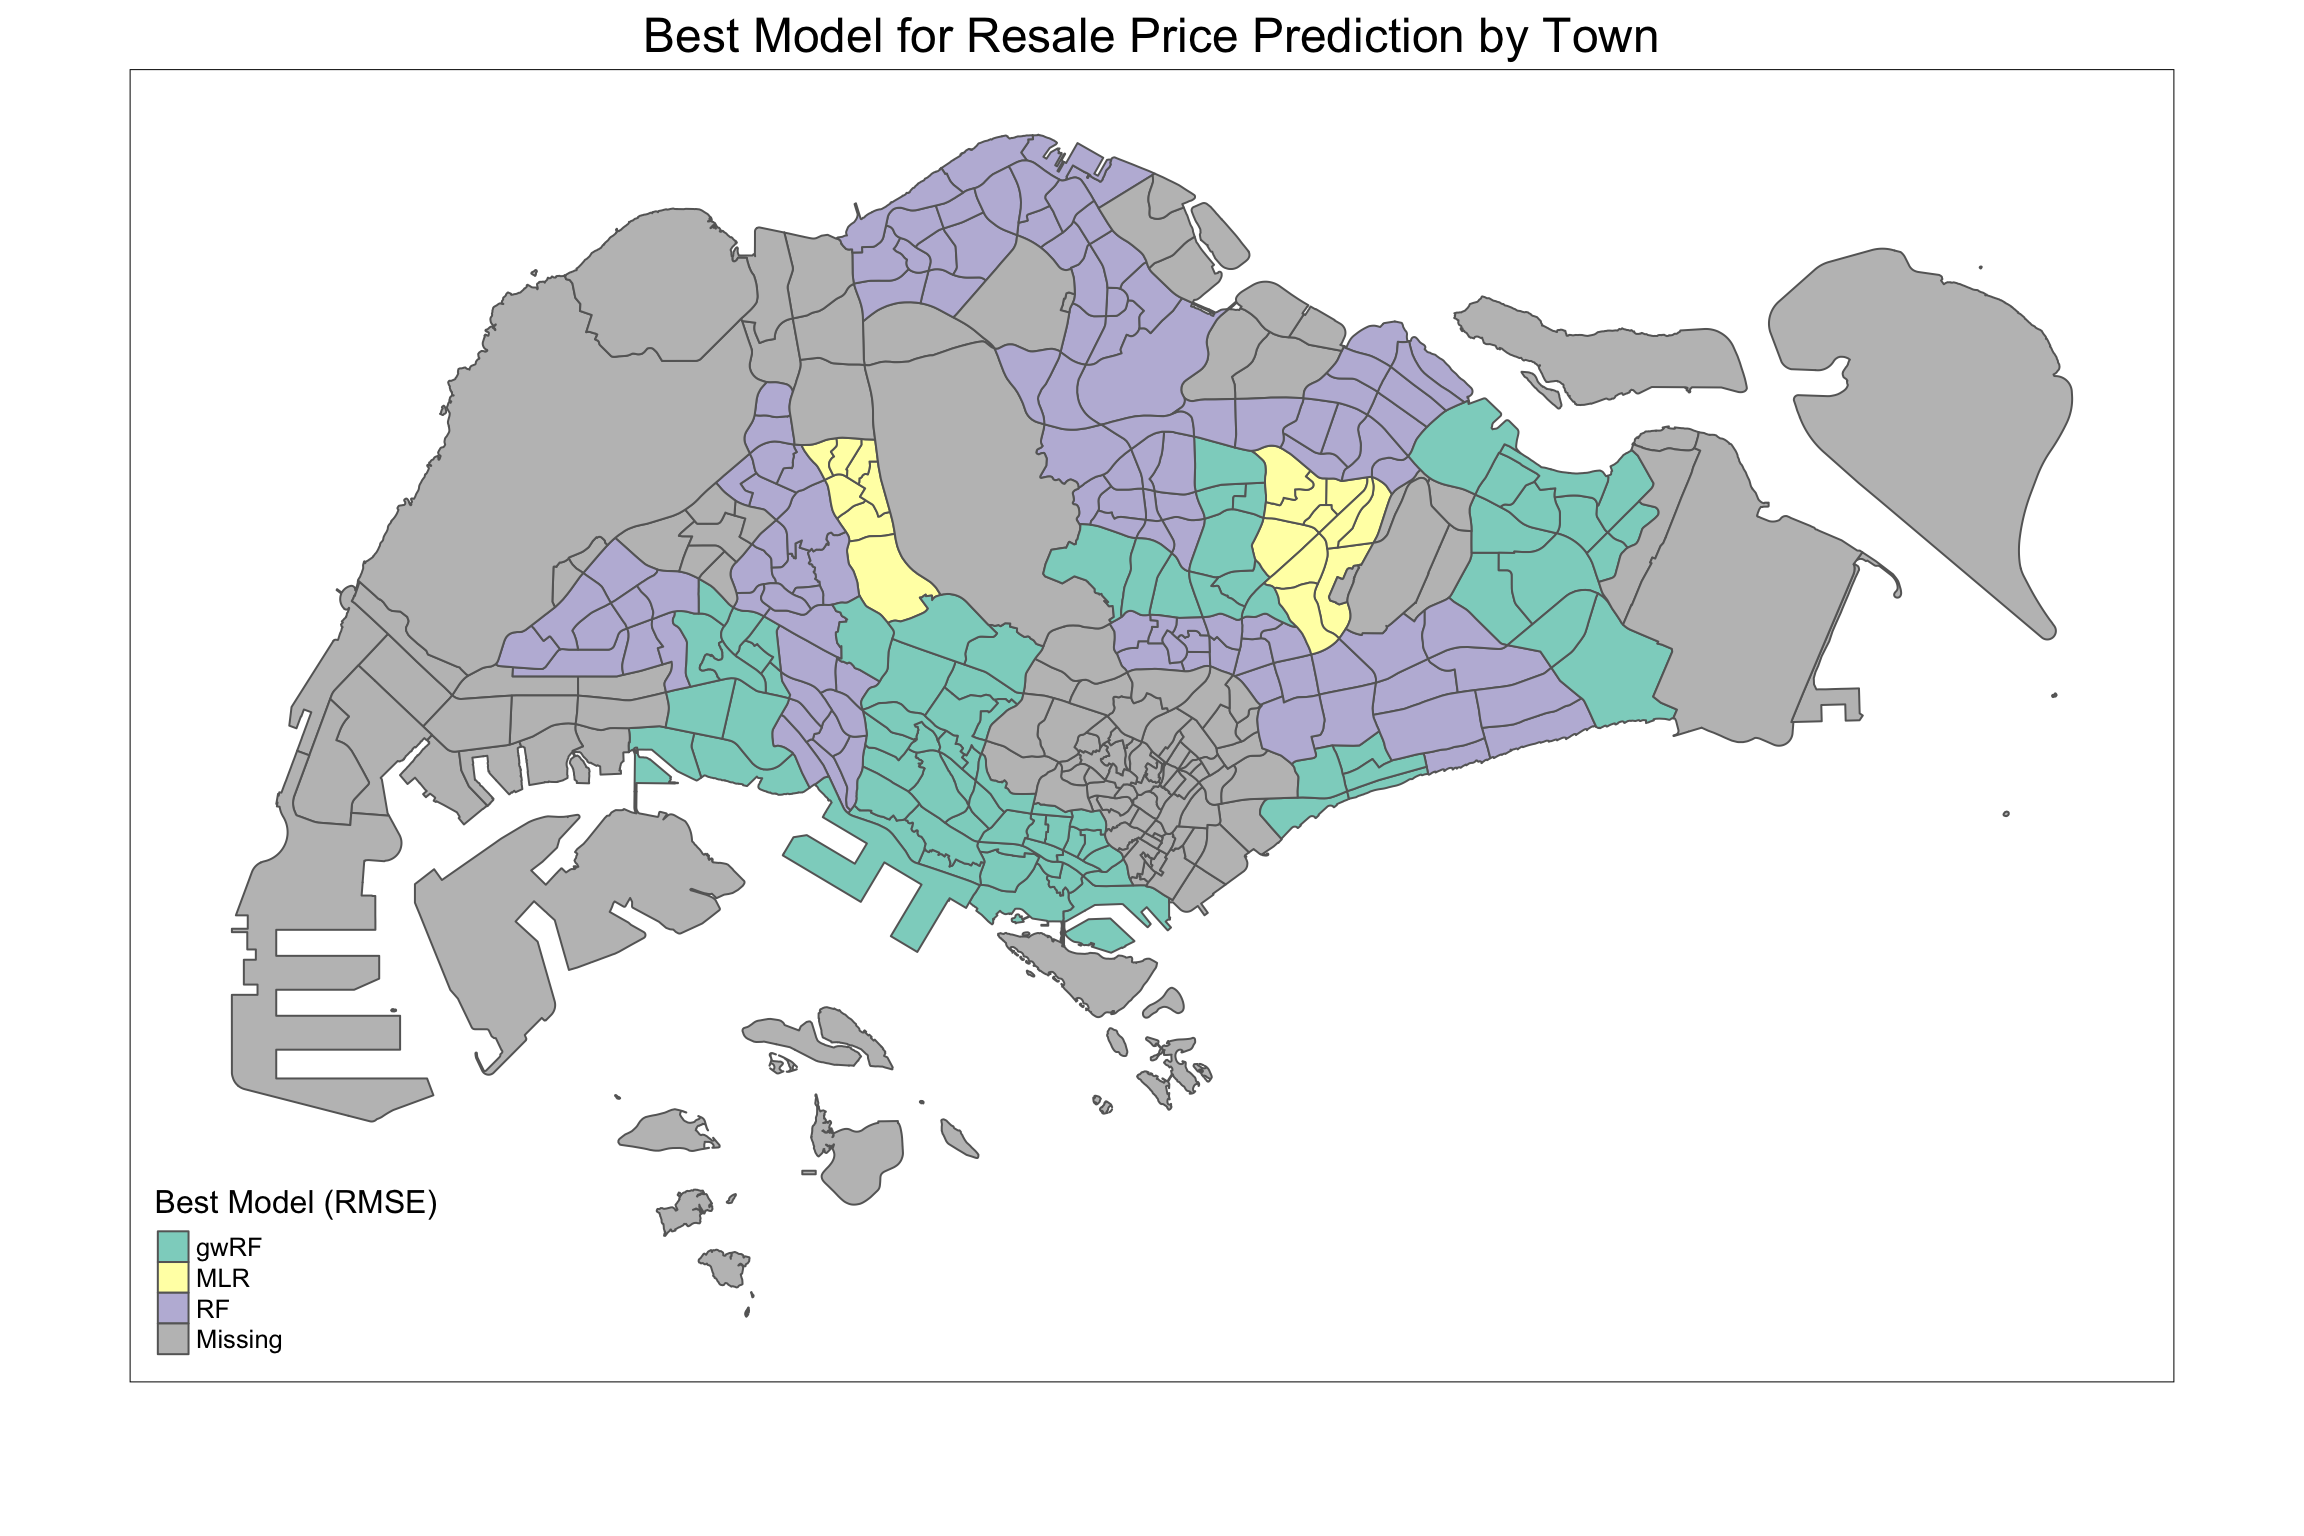 Best Model for Resale Price Prediction by Town
Best Model (RMSE)
gwRF
MLR
RF
Missing